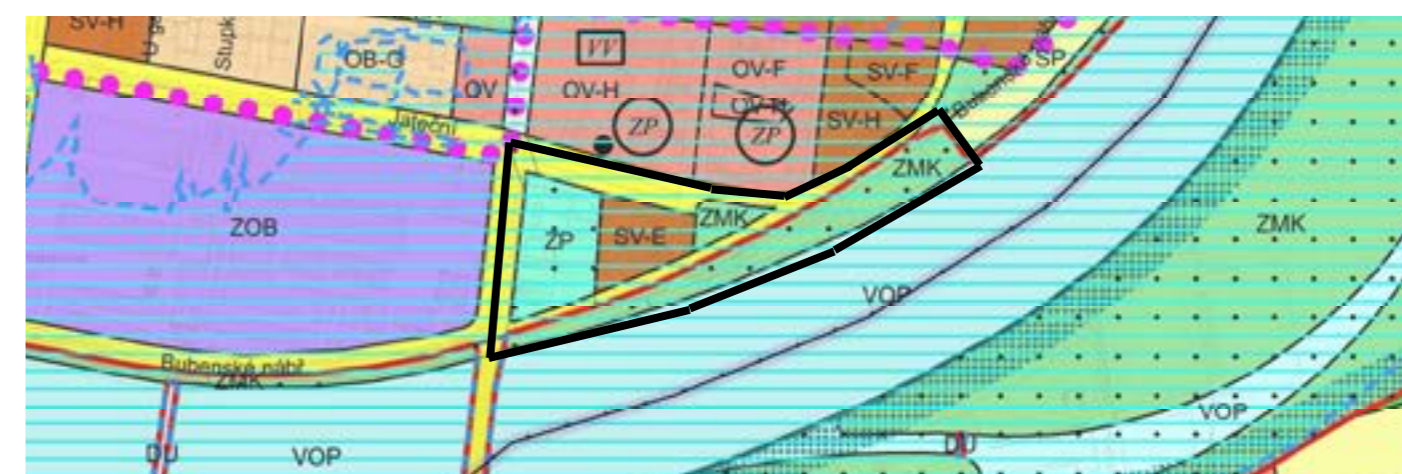 SV-H
Stupk
OB-C
OV
VV
OV-H
OV-F
SV-F
SP
ZP
ZP
SV-H
Jateční
ZMK
ZMK
ZMK
ZOB
ŽP
SV-E
VOP
Bubenské nábř.
ZMK
VOP
DU
VOP
DU